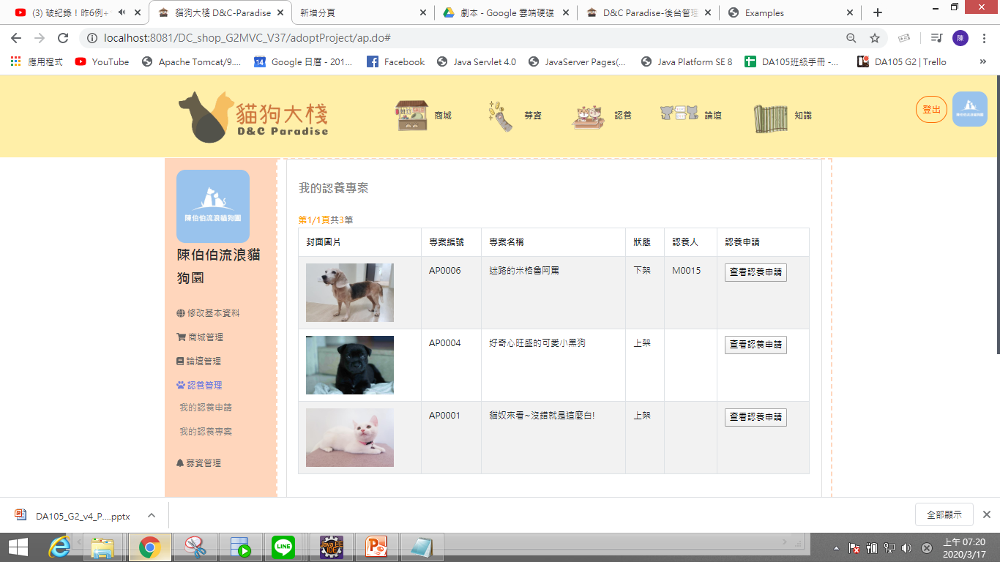 (3) 破紀錄！昨6例+
貓狗大棧 D&C-Paradise
新增分頁
劇本 - Google 雲端硬碟
D&C Paradise-後台管理
Examples
localhost:8081/DC_shop_G2MVC_V37/adoptProject/ap.do#
陳
應用程式
YouTube
Apache Tomcat/9....
14
Google 日曆 - 201...
Facebook
Java Servlet 4.0
JavaServer Pages(...
Java Platform SE 8
DA105班級手冊 -...
DA105 G2 | Trello
»
貓狗大棧
D&C Paradise
商城
募資
認養
論壇
知識
登出
陳伯伯流浪貓狗園
陳伯伯流浪貓
狗園
修改基本資料
商城管理
論壇管理
認養管理
我的認養申請
我的認養專案
募資管理
我的認養專案
第1/1頁共3筆
封面圖片 專案編號 專案名稱 狀態 認養人 認養申請
AP0006 迷路的米格魯阿罵 下架 M0015 查看認養申請
AP0004 好奇心旺盛的可愛小黑狗 上架 查看認養申請
AP0001 貓奴來看~沒錯就是這麼白! 上架 查看認養申請
DA105_G2_v4_P....pptx
全部顯示
LINE
Java EE
IDE
上午 07:20
2020/3/17